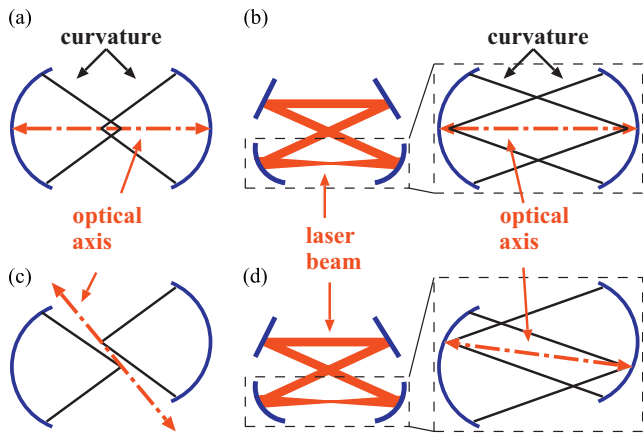 (a)
curvature
(b)
curvature
optical
axis
laser
beam
optical
axis
(c)
(d)